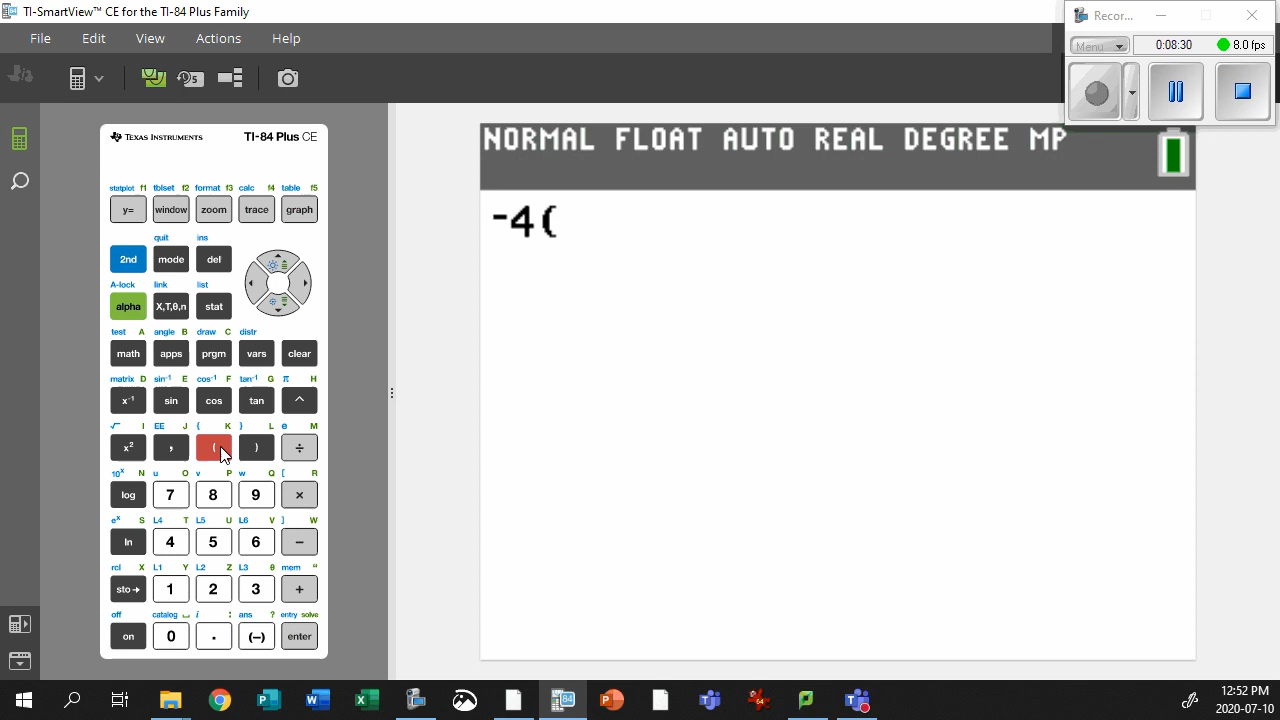 TI-SmartView™ CE for the TI-84 Plus Family
File Edit View Actions Help
Recor...
Menu 0:08:30 8.0 fps
TEXAS INSTRUMENTS TI-84 Plus CE
statplot f1 tblset f2 format f3 calc f4 table f5
y= window zoom trace graph
quit ins
2nd mode del
A-lock link list
alpha X,T,θ,n stat
test A angle B draw C distr
math apps prgm vars clear
matrix D sin⁻¹ E cos⁻¹ F tan⁻¹ G π H
x⁻¹ sin cos tan ^
√ I EE J { K } L e M
x² , ( ) ÷
10ˣ N u O v P w Q [ R
log 7 8 9 ×
eˣ S L4 T L5 U L6 V ] W
ln 4 5 6 −
rcl X L1 Y L2 Z L3 θ mem "
sto→ 1 2 3 +
off catalog ⎵ i : ans ? entry solve
on 0 . (–) enter
NORMAL FLOAT AUTO REAL DEGREE MP
-4(
12:52 PM
2020-07-10